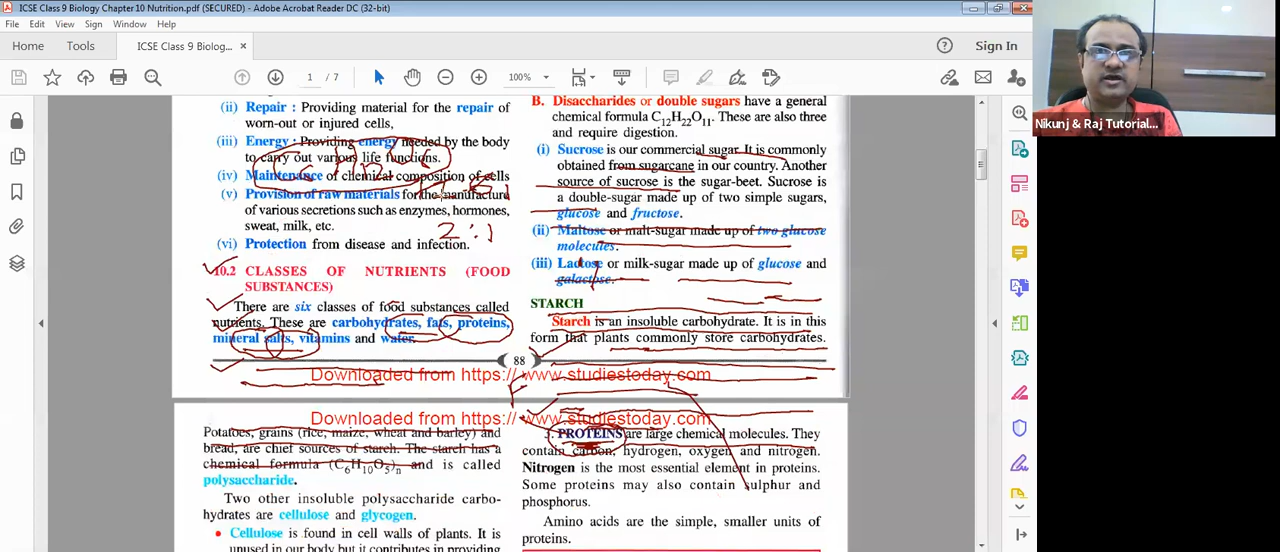 ICSE Class 9 Biology Chapter 10 Nutrition.pdf (SECURED) - Adobe Acrobat Reader DC (32-bit)
File Edit View Sign Window Help
Home Tools ICSE Class 9 Biolog... × Sign In
1 / 7 100%
(ii) Repair : Providing material for the repair of
worn-out or injured cells,
(iii) Energy : Providing energy needed by the body
to carry out various life functions.
(iv) Maintenance of chemical composition of cells
(v) Provision of raw materials for the manufacture
of various secretions such as enzymes, hormones,
sweat, milk, etc.
2 : 1
(vi) Protection from disease and infection.
10.2 CLASSES OF NUTRIENTS (FOOD
SUBSTANCES)
There are six classes of food substances called
nutrients. These are carbohydrates, fats, proteins,
mineral salts, vitamins and water.
B. Disaccharides or double sugars have a general
chemical formula C12H22O11. These are also three
and require digestion.
(i) Sucrose is our commercial sugar. It is commonly
obtained from sugarcane in our country. Another
source of sucrose is the sugar-beet. Sucrose is
a double-sugar made up of two simple sugars,
glucose and fructose.
(ii) Maltose or malt-sugar made up of two glucose
molecules.
(iii) Lactose or milk-sugar made up of glucose and
galactose.
STARCH
Starch is an insoluble carbohydrate. It is in this
form that plants commonly store carbohydrates.
88
Downloaded from https:// www.studiestoday.com
Downloaded from https:// www.studiestoday.com
Potatoes, grains (rice, maize, wheat and barley) and
bread, are chief sources of starch. The starch has a
chemical formula (C6H10O5)n and is called
polysaccharide.
Two other insoluble polysaccharide carbo-
hydrates are cellulose and glycogen.
• Cellulose is found in cell walls of plants. It is
unused in our body but it contributes in providing
PROTEINS are large chemical molecules. They
contain carbon, hydrogen, oxygen and nitrogen.
Nitrogen is the most essential element in proteins.
Some proteins may also contain sulphur and
phosphorus.
Amino acids are the simple, smaller units of
proteins.
Nikunj & Raj Tutorial...